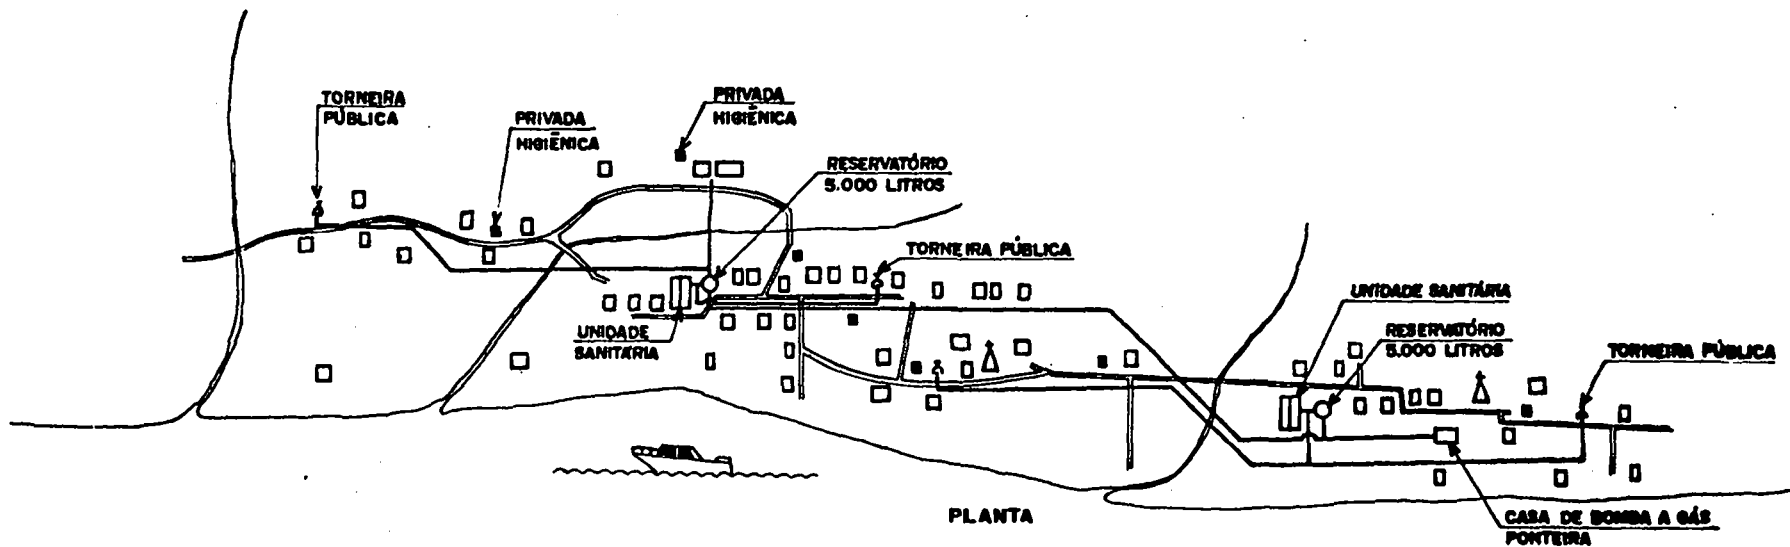 TORNEIRA
PÚBLICA
PRIVADA
HIGIÊNICA
PRIVADA
HIGIÊNICA
RESERVATÓRIO
5.000 LITROS
TORNEIRA PÚBLICA
UNIDADE
SANITÁRIA
UNIDADE SANITÁRIA
RESERVATÓRIO
5.000 LITROS
TORNEIRA PÚBLICA
CASA DE BOMBA A GÁS
PONTEIRA
PLANTA